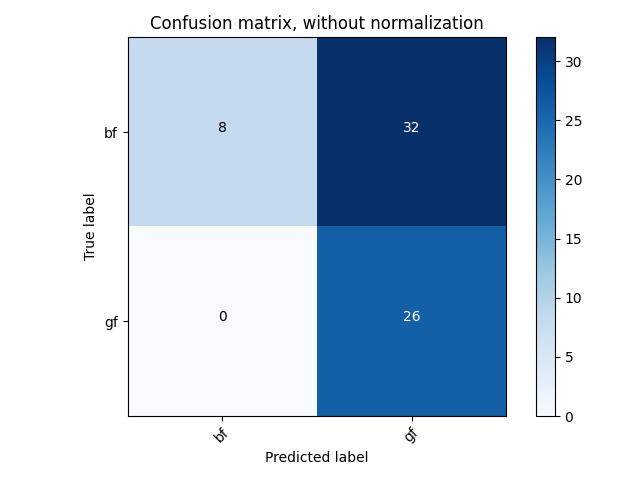 Confusion matrix, without normalization
True label
bf
8
32
gf
0
26
bf
gf
Predicted label
30
25
20
15
10
5
0